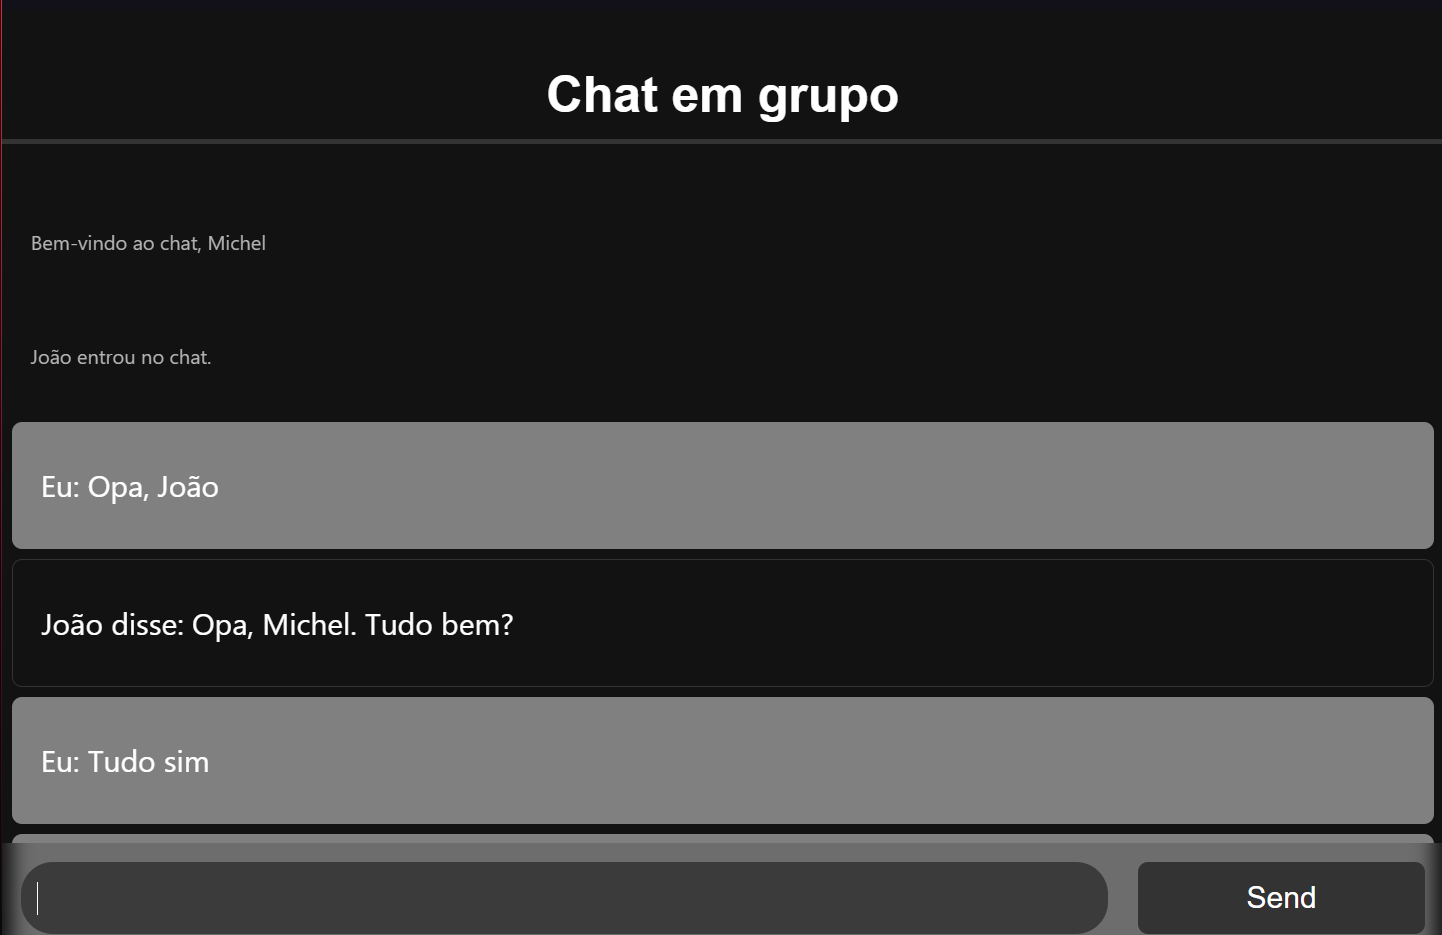 Chat em grupo
Bem-vindo ao chat, Michel
João entrou no chat.
Eu: Opa, João
João disse: Opa, Michel. Tudo bem?
Eu: Tudo sim
Send